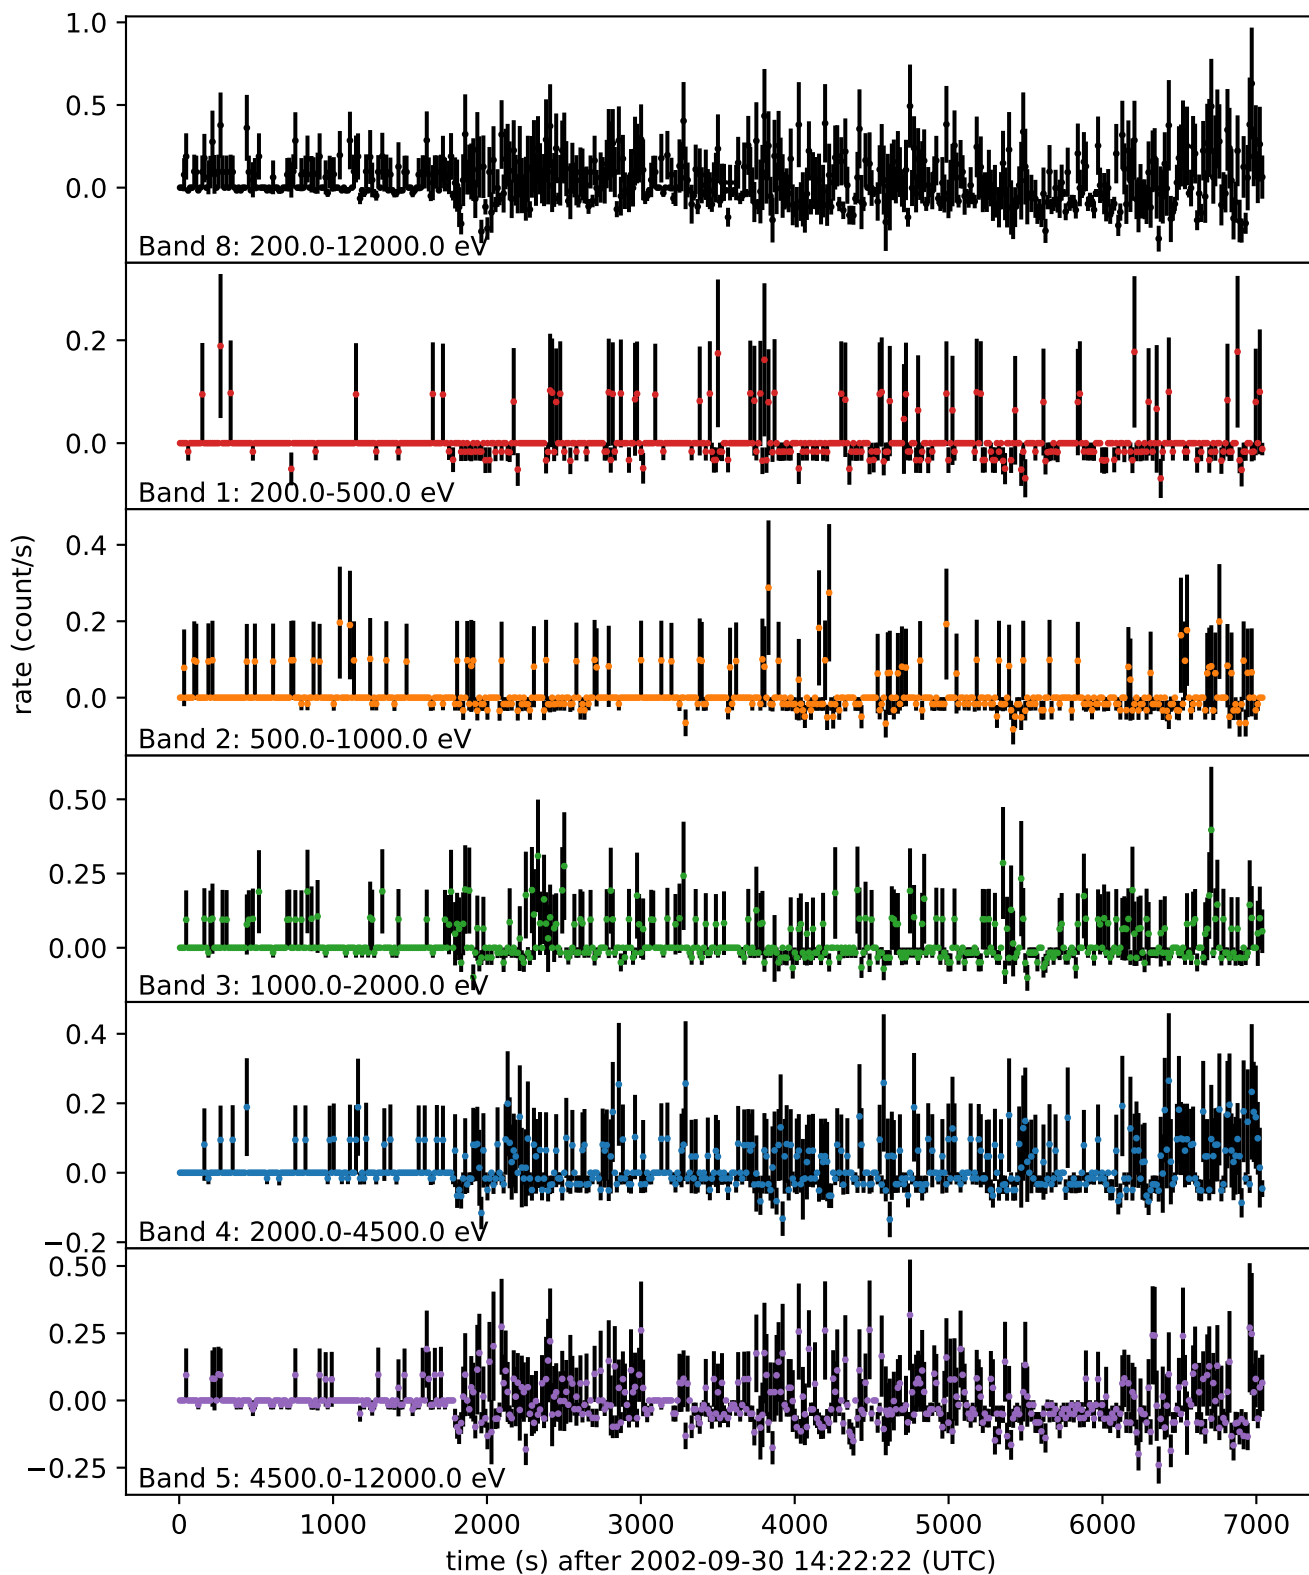 1.0
0.5
0.0
Band 8: 200.0-12000.0 eV
0.2
0.0
Band 1: 200.0-500.0 eV
0.4
0.2
0.0
Band 2: 500.0-1000.0 eV
rate (count/s)
0.50
0.25
0.00
Band 3: 1000.0-2000.0 eV
0.4
0.2
0.0
−0.2
Band 4: 2000.0-4500.0 eV
0.50
0.25
0.00
−0.25
Band 5: 4500.0-12000.0 eV
0 1000 2000 3000 4000 5000 6000 7000
time (s) after 2002-09-30 14:22:22 (UTC)